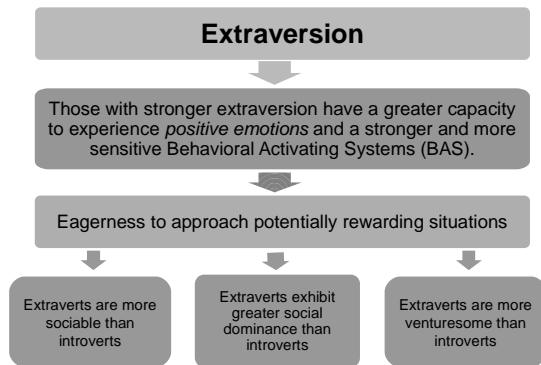 Extraversion
Those with stronger extraversion have a greater capacity
to experience positive emotions and a stronger and more
sensitive Behavioral Activating Systems (BAS).
Eagerness to approach potentially rewarding situations
Extraverts are more
sociable than
introverts
Extraverts exhibit
greater social
dominance than
introverts
Extraverts are more
venturesome than
introverts